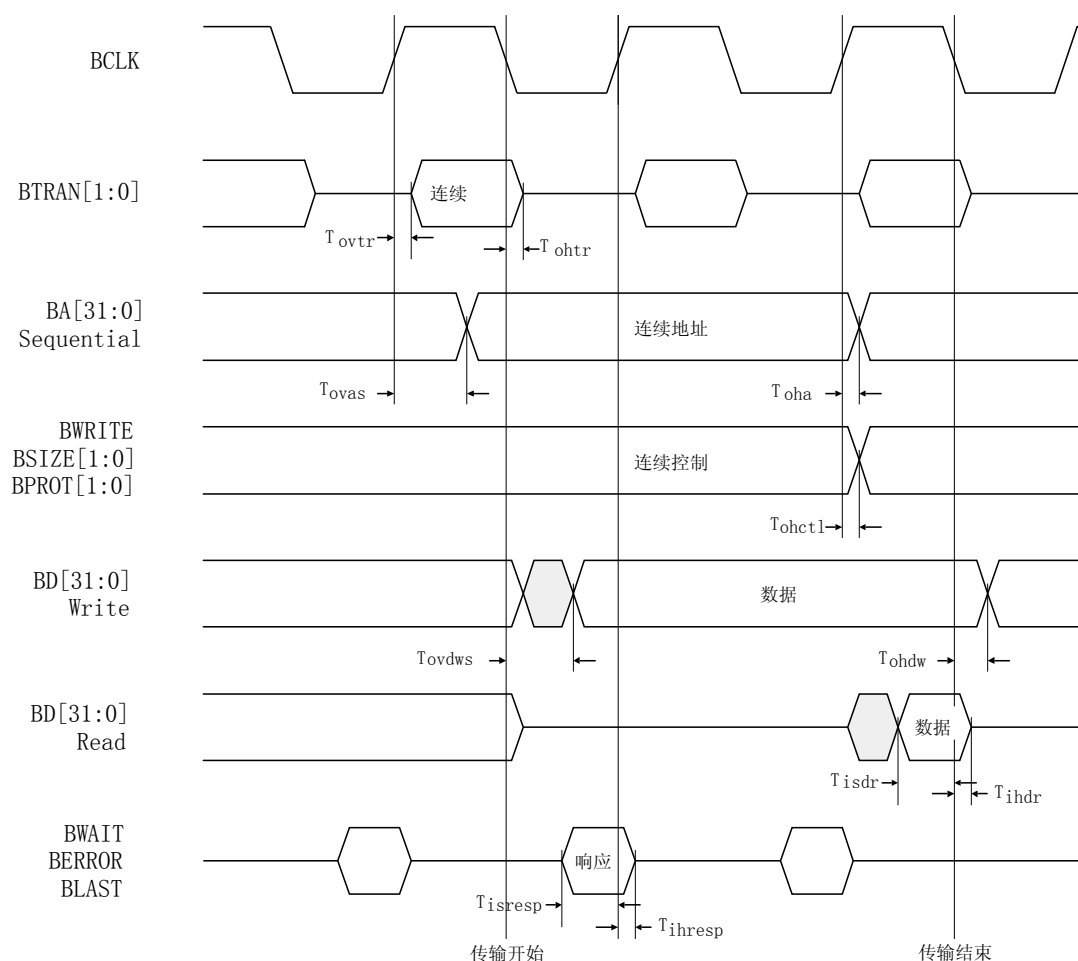 BCLK
BTRAN[1:0]
连续
Tovtr
Tohtr
BA[31:0]
Sequential
连续地址
Tovas
Toha
BWRITE
BSIZE[1:0]
BPROT[1:0]
连续控制
Tohctl
BD[31:0]
Write
数据
Tovdws
Tohdw
BD[31:0]
Read
数据
Tisdr
Tihdr
BWAIT
BERROR
BLAST
响应
Tisresp
Tihresp
传输开始
传输结束